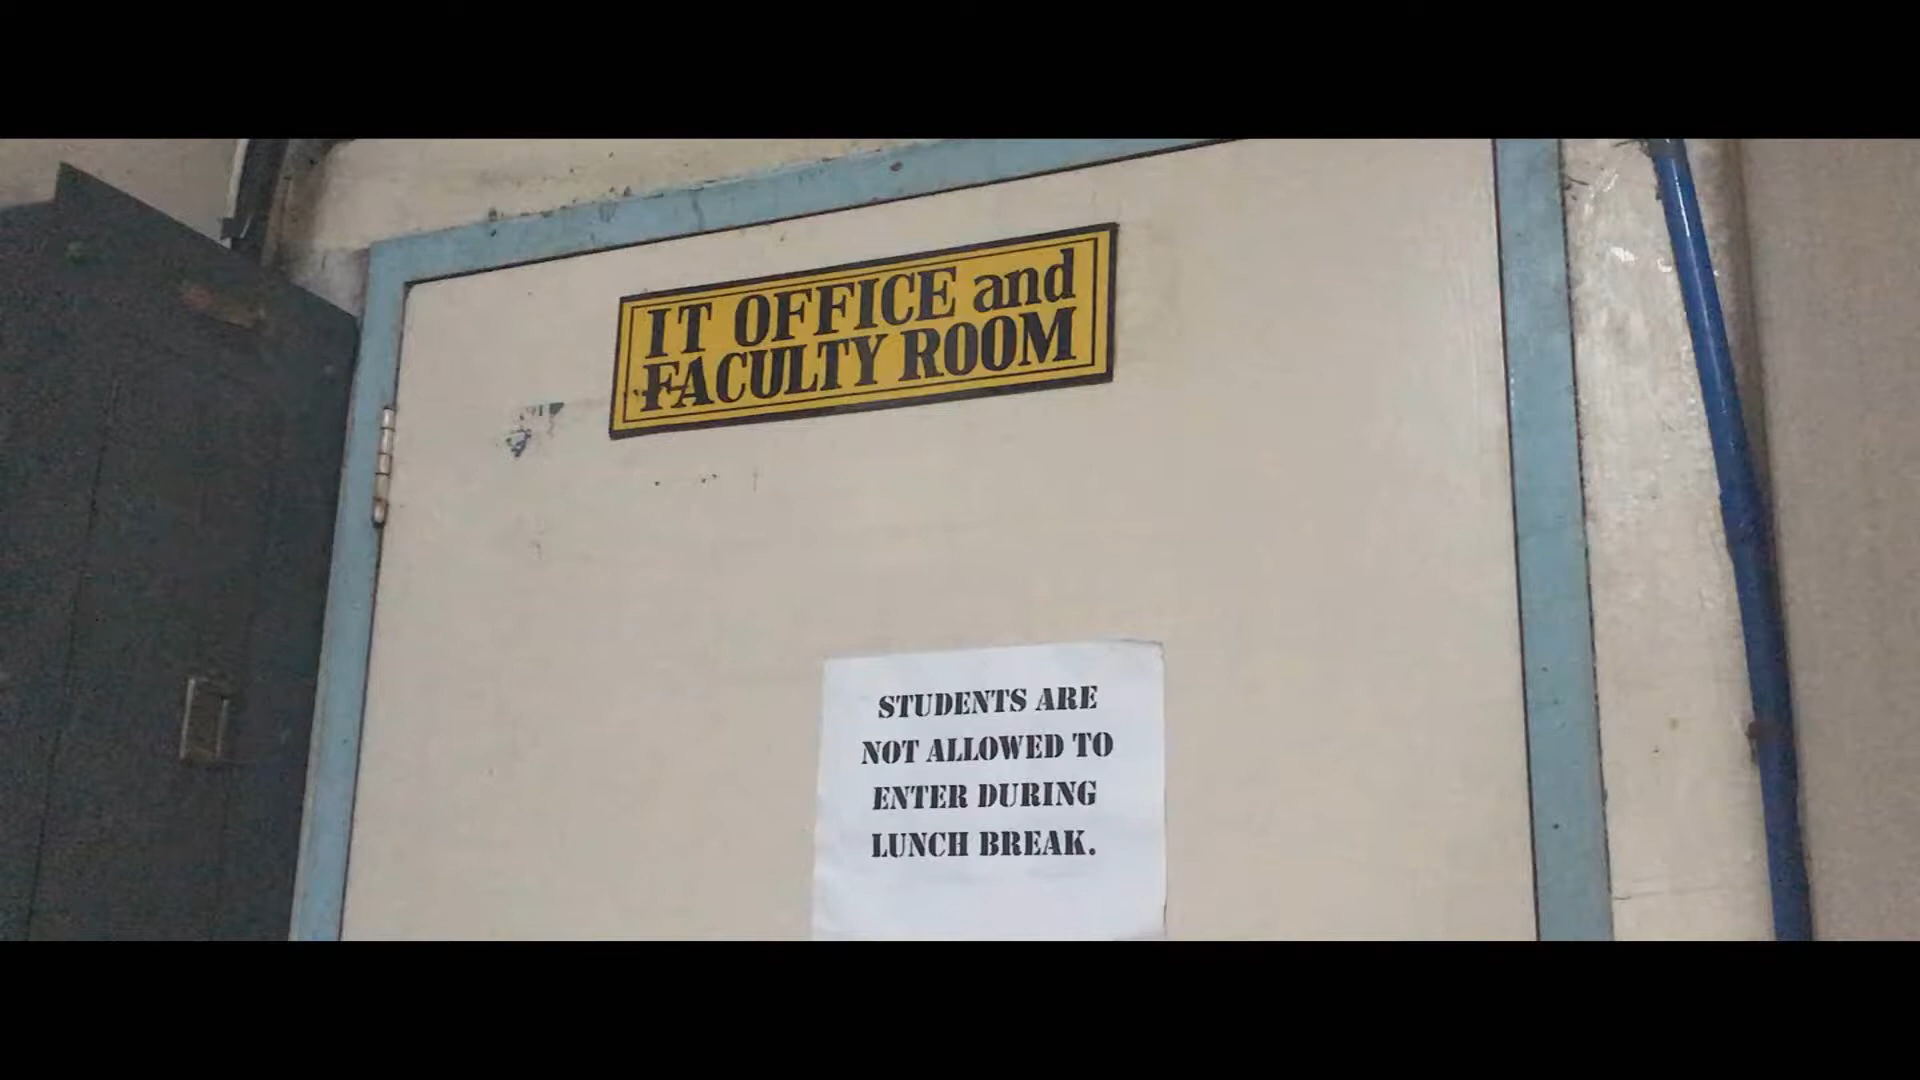 IT OFFICE and
FACULTY ROOM
STUDENTS ARE
NOT ALLOWED TO
ENTER DURING
LUNCH BREAK.